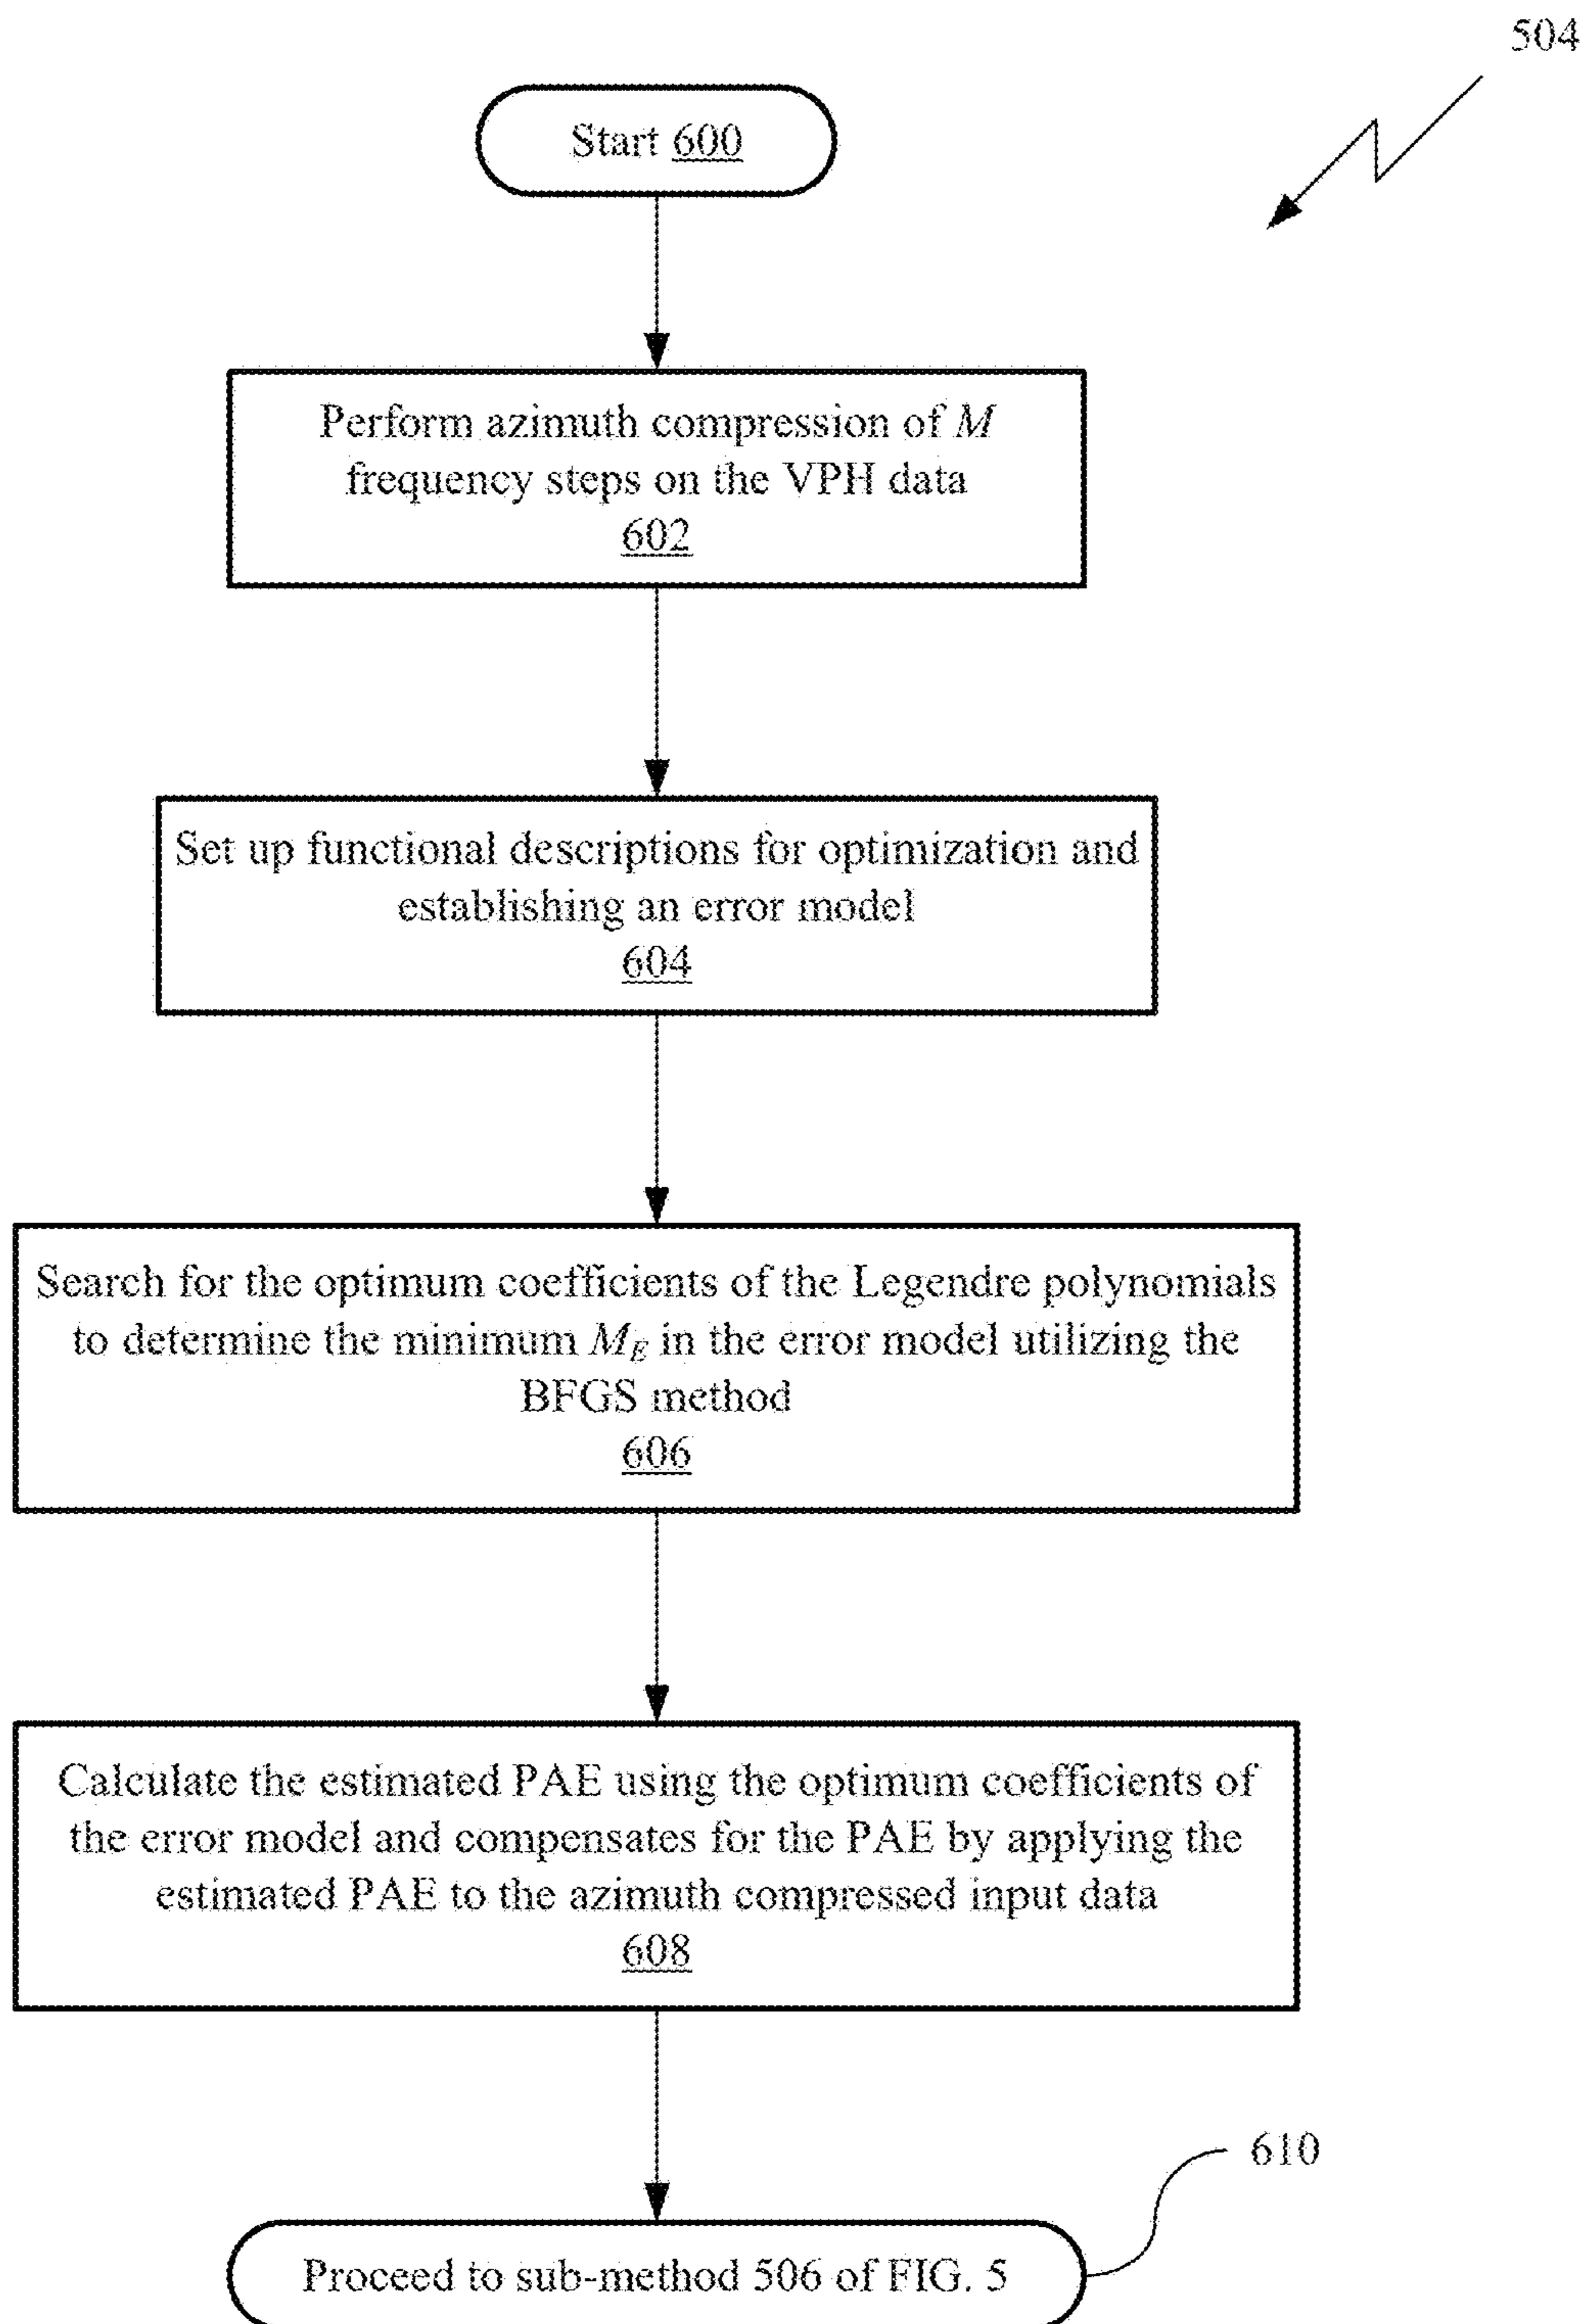 504
Start 600
Perform azimuth compression of M
frequency steps on the VPH data
602
Set up functional descriptions for optimization and
establishing an error model
604
Search for the optimum coefficients of the Legendre polynomials
to determine the minimum M_E in the error model utilizing the
BFGS method
606
Calculate the estimated PAE using the optimum coefficients of
the error model and compensates for the PAE by applying the
estimated PAE to the azimuth compressed input data
608
610
Proceed to sub-method 506 of FIG. 5